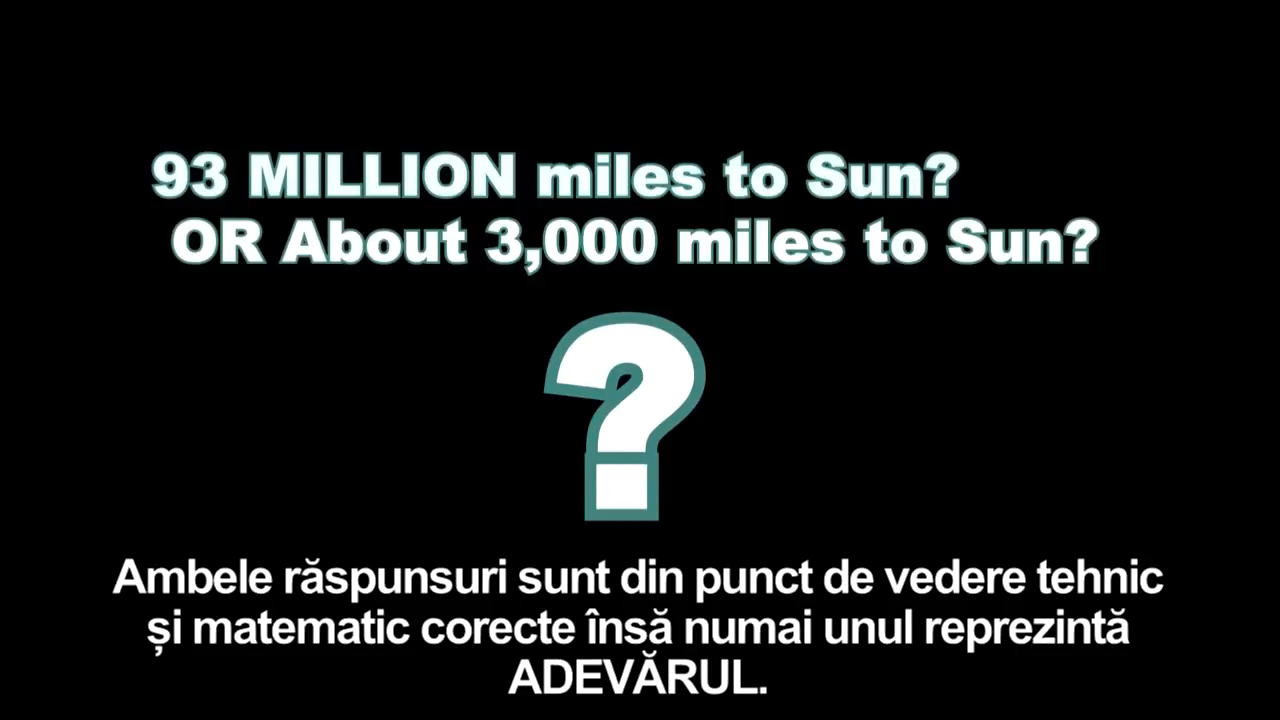 93 MILLION miles to Sun?
OR About 3,000 miles to Sun?
?
Ambele răspunsuri sunt din punct de vedere tehnic
și matematic corecte însă numai unul reprezintă
ADEVĂRUL.